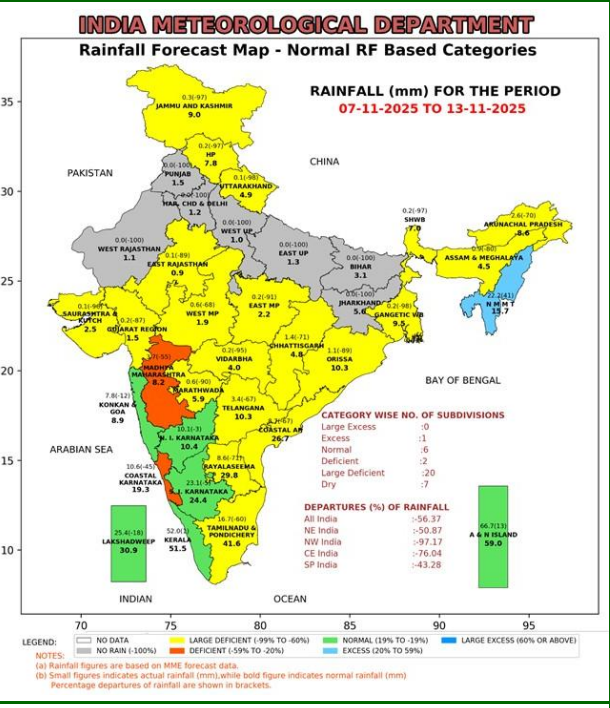 INDIA METEOROLOGICAL DEPARTMENT
Rainfall Forecast Map - Normal RF Based Categories
RAINFALL (mm) FOR THE PERIOD
07-11-2025 TO 13-11-2025
35
30
25
20
15
10
70
75
80
85
90
95
PAKISTAN
CHINA
ARABIAN SEA
BAY OF BENGAL
INDIAN
OCEAN
0.3(-97)
JAMMU AND KASHMIR
9.0
0.2(-97)
HP
7.8
0.0(-100)
PUNJAB
1.5
0.1(-98)
UTTARAKHAND
4.9
0.0(-100)
HAR, CHD & DELHI
1.2
0.0(-100)
WEST UP
1.0
0.0(-100)
WEST RAJASTHAN
1.1
0.1(-89)
EAST RAJASTHAN
0.9
0.0(-100)
EAST UP
1.3
0.0(-100)
BIHAR
3.1
0.2(-97)
SHWB
7.0
2.6(-70)
ARUNACHAL PRADESH
8.6
ASSAM & MEGHALAYA
4.5
22.2(41)
N M M T
15.7
0.0(-100)
JHARKHAND
5.6
0.2(-98)
GANGETIC WB
9.5
0.1(-96)
SAURASHTRA &
KUTCH
2.5
0.2(-87)
GUJARAT REGION
1.5
0.6(-68)
WEST MP
1.9
0.2(-91)
EAST MP
2.2
1.4(-71)
CHHATTISGARH
4.8
1.1(-89)
ORISSA
10.3
0.2(-95)
VIDARBHA
4.0
MADHYA
MAHARASHTRA
8.2
0.6(-90)
MARATHWADA
5.9
7.8(-12)
KONKAN &
GOA
8.9
3.4(-67)
TELANGANA
10.3
COASTAL AP
26.7
10.1(-3)
N. I. KARNATAKA
10.4
8.6(-71)
RAYALASEEMA
29.8
10.6(-45)
COASTAL
KARNATAKA
19.3
S. I. KARNATAKA
24.4
52.0(1)
KERALA
51.5
16.7(-60)
TAMILNADU &
PONDICHERY
41.6
25.4(-18)
LAKSHADWEEP
30.9
66.7(13)
A & N ISLAND
59.0
CATEGORY WISE NO. OF SUBDIVISIONS
Large Excess :0
Excess :1
Normal :6
Deficient :2
Large Deficient :20
Dry :7
DEPARTURES (%) OF RAINFALL
All India :-56.37
NE India :-50.87
NW India :-97.17
CE India :-76.04
SP India :-43.28
LEGEND:
NO DATA
NO RAIN (-100%)
LARGE DEFICIENT (-99% TO -60%)
DEFICIENT (-59% TO -20%)
NORMAL (19% TO -19%)
EXCESS (20% TO 59%)
LARGE EXCESS (60% OR ABOVE)
NOTES:
(a) Rainfall figures are based on MME forecast data.
(b) Small figures indicates actual rainfall (mm),while bold figure indicates normal rainfall (mm)
Percentage departures of rainfall are shown in brackets.